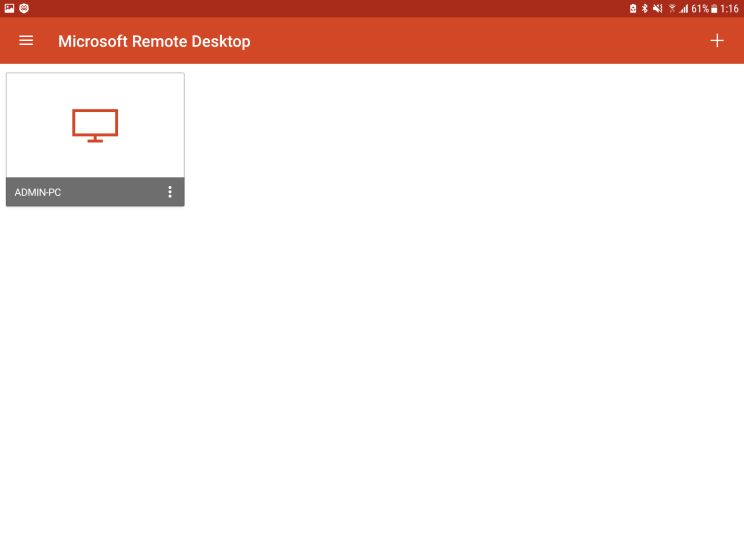 61% 1:16
Microsoft Remote Desktop
ADMIN-PC